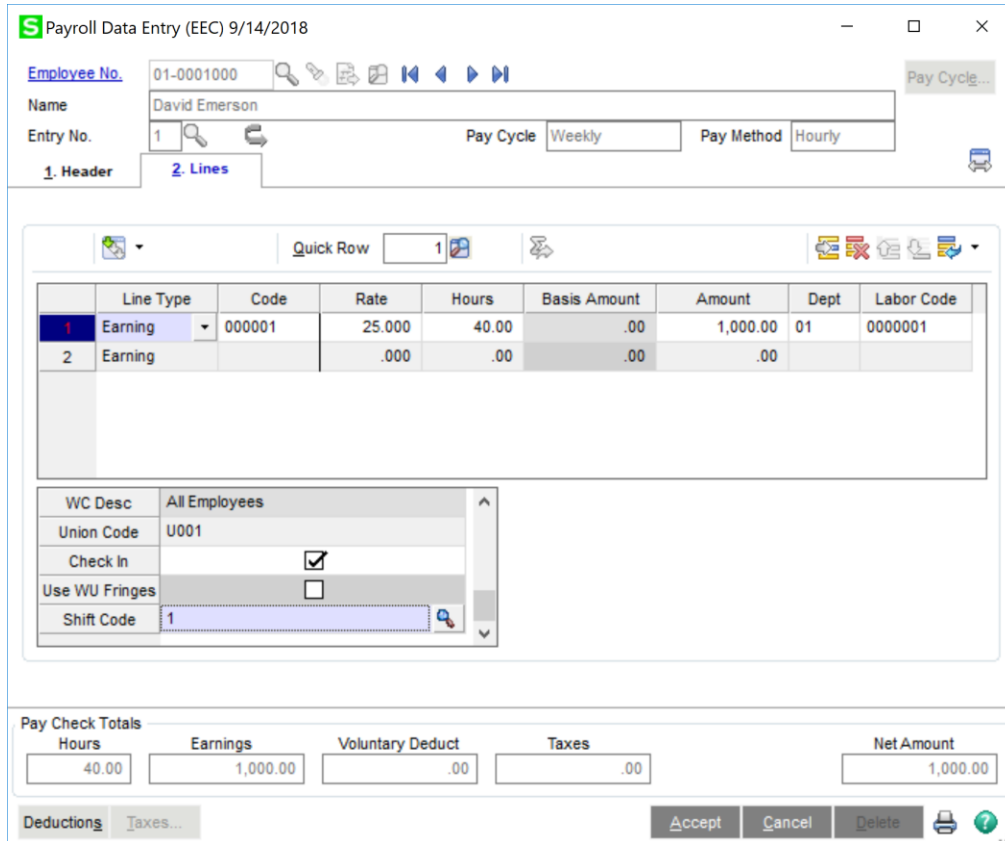 S Payroll Data Entry (EEC) 9/14/2018
Employee No. 01-0001000 Pay Cycle...
Name David Emerson
Entry No. 1 Pay Cycle Weekly Pay Method Hourly
1. Header 2. Lines
Quick Row 1
Line Type Code Rate Hours Basis Amount Amount Dept Labor Code
1 Earning 000001 25.000 40.00 .00 1,000.00 01 0000001
2 Earning .000 .00 .00 .00
WC Desc All Employees
Union Code U001
Check In
Use WU Fringes
Shift Code 1
Pay Check Totals
Hours Earnings Voluntary Deduct Taxes Net Amount
40.00 1,000.00 .00 .00 1,000.00
Deductions Taxes... Accept Cancel Delete ?